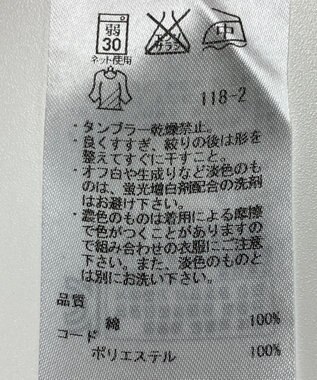 弱
30
エンソ
サラシ
中
ネット使用
118-2
・タンブラー乾燥禁止。
・良くすすぎ、絞りの後は形を
整えてすぐに干すこと。
・オフ白や生成りなど淡色のも
のは、蛍光増白剤配合の洗剤
はお避け下さい。
・濃色のものは着用による摩擦
で色がつくことがありますの
で組み合わせの衣服にご注意
下さい。また、淡色のものと
は別にお洗い下さい。
品質
綿 100%
コード
ポリエステル 100%